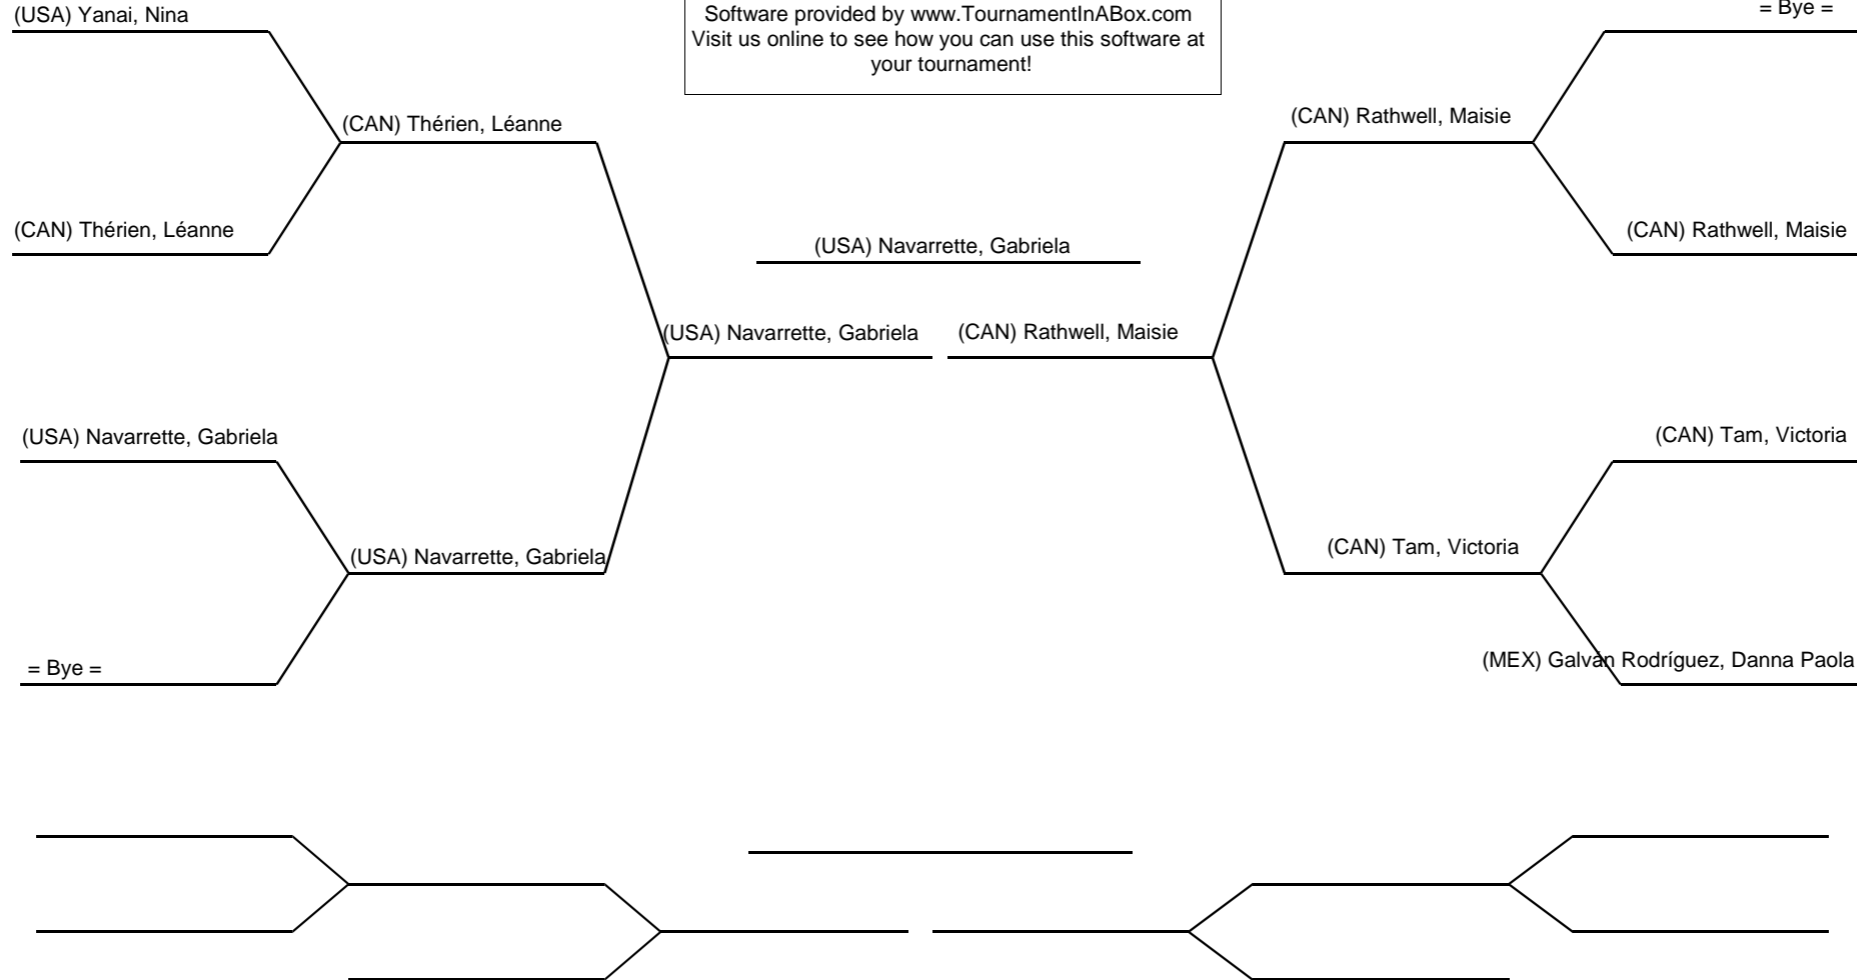 (USA) Yanai, Nina
Software provided by www.TournamentInABox.com
Visit us online to see how you can use this software at
your tournament!
= Bye =
(CAN) Thérien, Léanne
(CAN) Rathwell, Maisie
(CAN) Thérien, Léanne
(USA) Navarrette, Gabriela
(CAN) Rathwell, Maisie
(USA) Navarrette, Gabriela
(CAN) Rathwell, Maisie
(USA) Navarrette, Gabriela
(CAN) Tam, Victoria
(USA) Navarrette, Gabriela
(CAN) Tam, Victoria
= Bye =
(MEX) Galván Rodríguez, Danna Paola